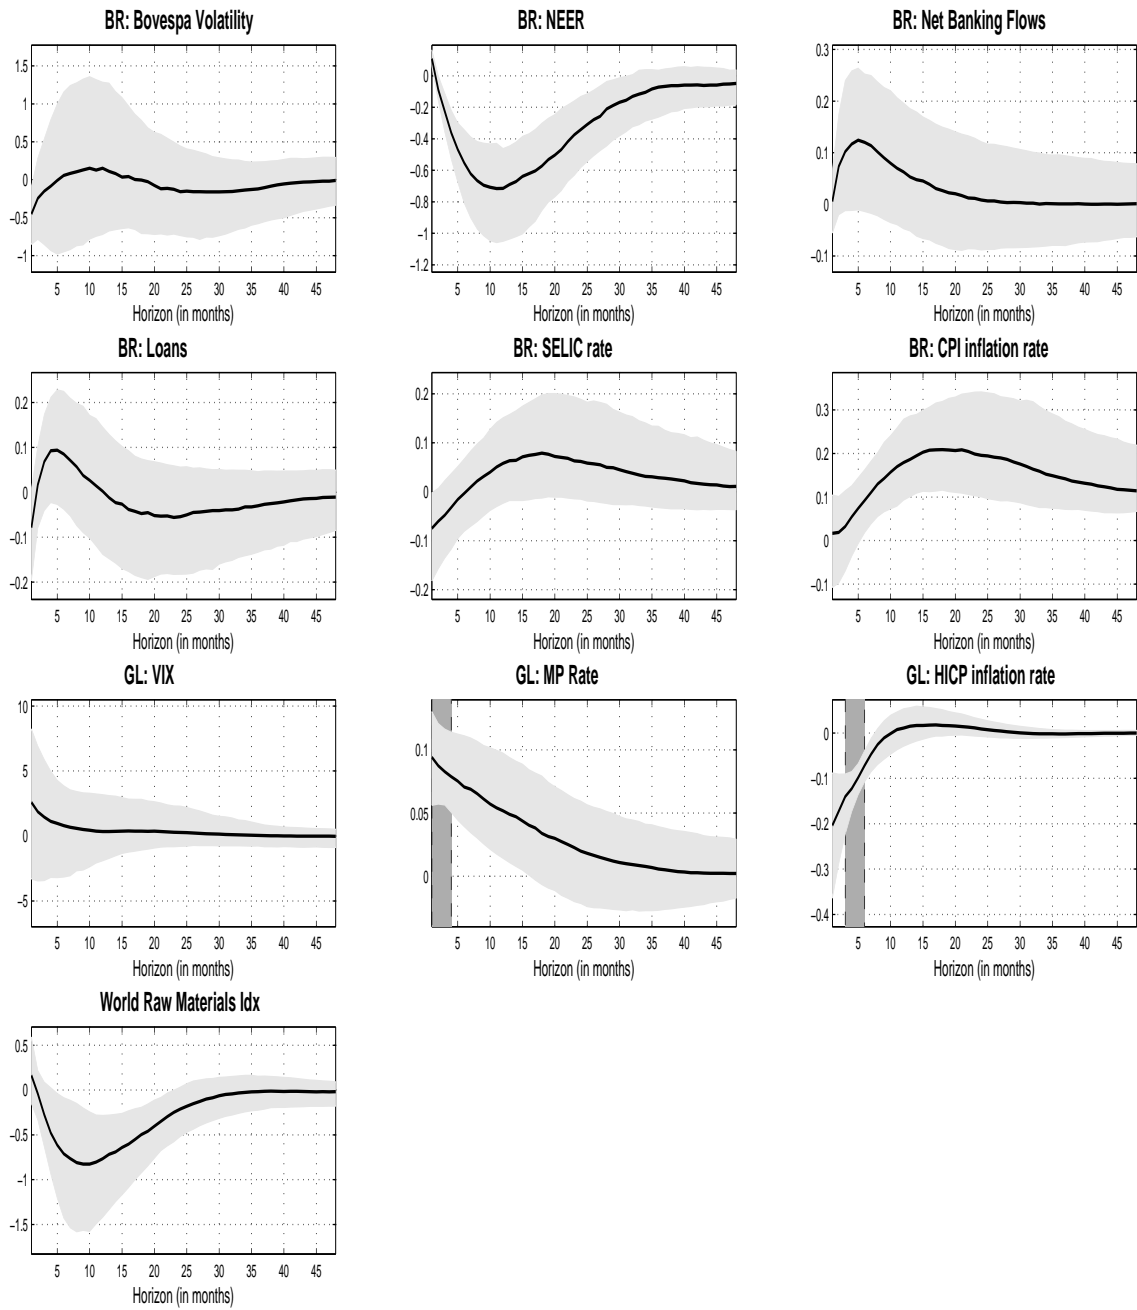 BR: Bovespa Volatility
1.5
1
0.5
0
−0.5
−1
5 10 15 20 25 30 35 40 45
Horizon (in months)
BR: NEER
0
−0.2
−0.4
−0.6
−0.8
−1
−1.2
5 10 15 20 25 30 35 40 45
Horizon (in months)
BR: Net Banking Flows
0.3
0.2
0.1
0
−0.1
5 10 15 20 25 30 35 40 45
Horizon (in months)
BR: Loans
0.2
0.1
0
−0.1
−0.2
5 10 15 20 25 30 35 40 45
Horizon (in months)
BR: SELIC rate
0.2
0.1
0
−0.1
−0.2
5 10 15 20 25 30 35 40 45
Horizon (in months)
BR: CPI inflation rate
0.3
0.2
0.1
0
−0.1
5 10 15 20 25 30 35 40 45
Horizon (in months)
GL: VIX
10
5
0
−5
5 10 15 20 25 30 35 40 45
Horizon (in months)
GL: MP Rate
0.1
0.05
0
5 10 15 20 25 30 35 40 45
Horizon (in months)
GL: HICP inflation rate
0
−0.1
−0.2
−0.3
−0.4
5 10 15 20 25 30 35 40 45
Horizon (in months)
World Raw Materials Idx
0.5
0
−0.5
−1
−1.5
5 10 15 20 25 30 35 40 45
Horizon (in months)